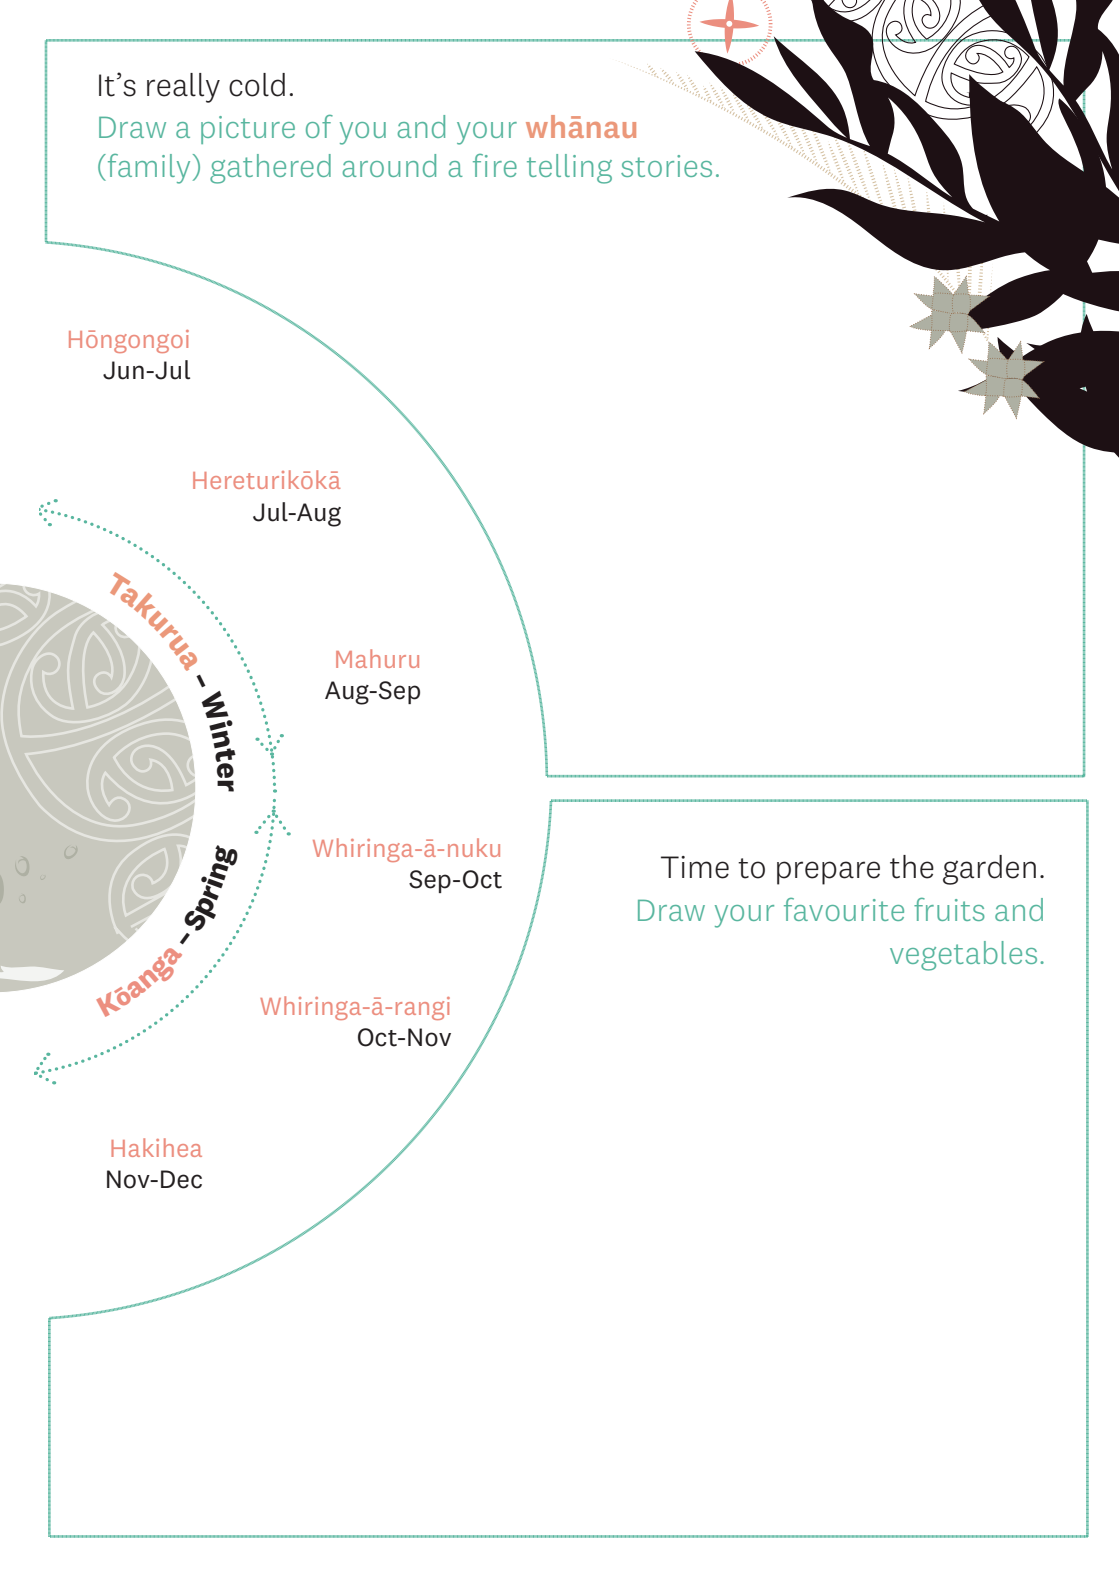 It’s really cold.
Draw a picture of you and your whānau
(family) gathered around a fire telling stories.
Hōngongoi
Jun-Jul
Hereturikōkā
Jul-Aug
Takurua – Winter
Mahuru
Aug-Sep
Whiringa-ā-nuku
Sep-Oct
Kōanga – Spring
Whiringa-ā-rangi
Oct-Nov
Hakihea
Nov-Dec
Time to prepare the garden.
Draw your favourite fruits and
vegetables.